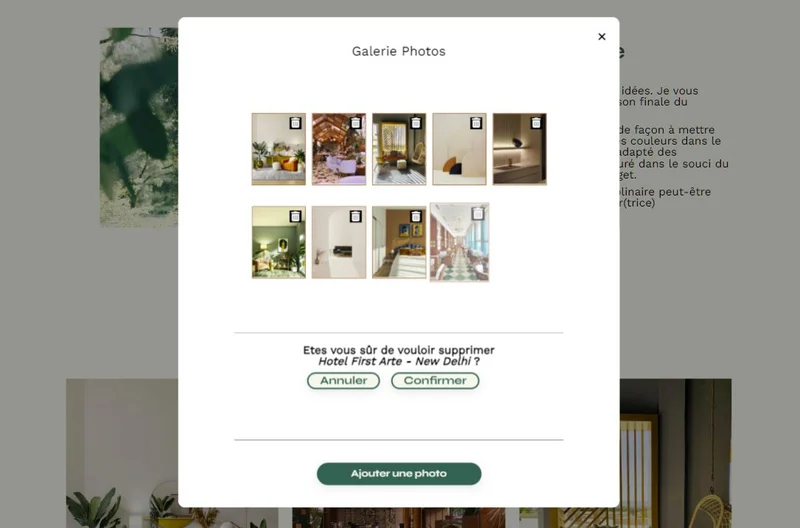 Galerie Photos
e
idées. Je vous
son finale du
de façon à mettre
s couleurs dans le
adapté des
uré dans le souci du
get.
plinaire peut-être
r(trice)
Etes vous sûr de vouloir supprimer
Hotel First Arte - New Delhi ?
Annuler
Confirmer
Ajouter une photo